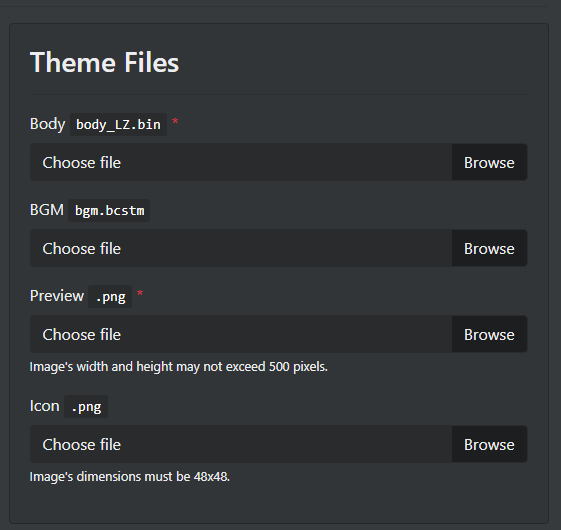 Theme Files
Body body_LZ.bin *
Choose file Browse
BGM bgm.bcstm
Choose file Browse
Preview .png *
Choose file Browse
Image's width and height may not exceed 500 pixels.
Icon .png
Choose file Browse
Image's dimensions must be 48x48.